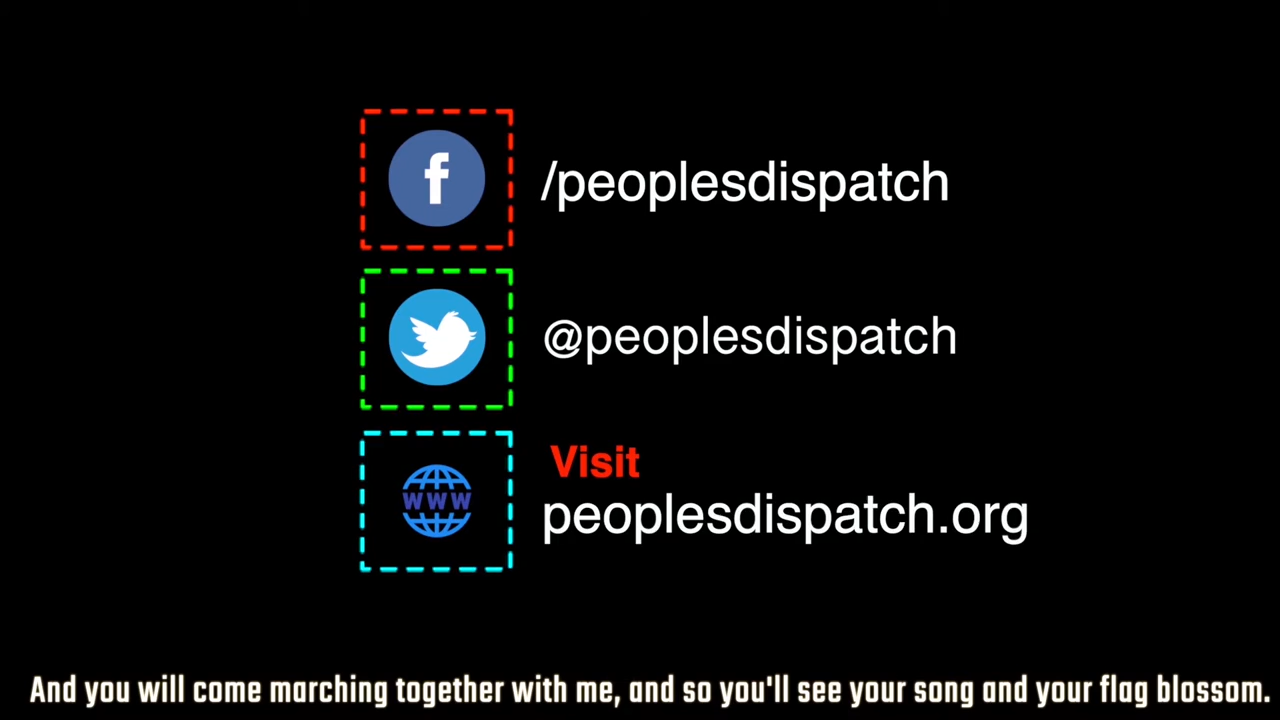 f
/peoplesdispatch
@peoplesdispatch
Visit
WWW
peoplesdispatch.org
And you will come marching together with me, and so you'll see your song and your flag blossom.